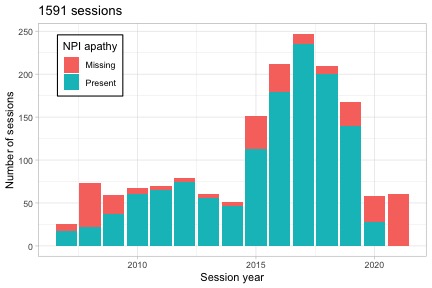 1591 sessions
NPI apathy
Missing
Present
Number of sessions
250
200
150
100
50
0
2010 2015 2020
Session year